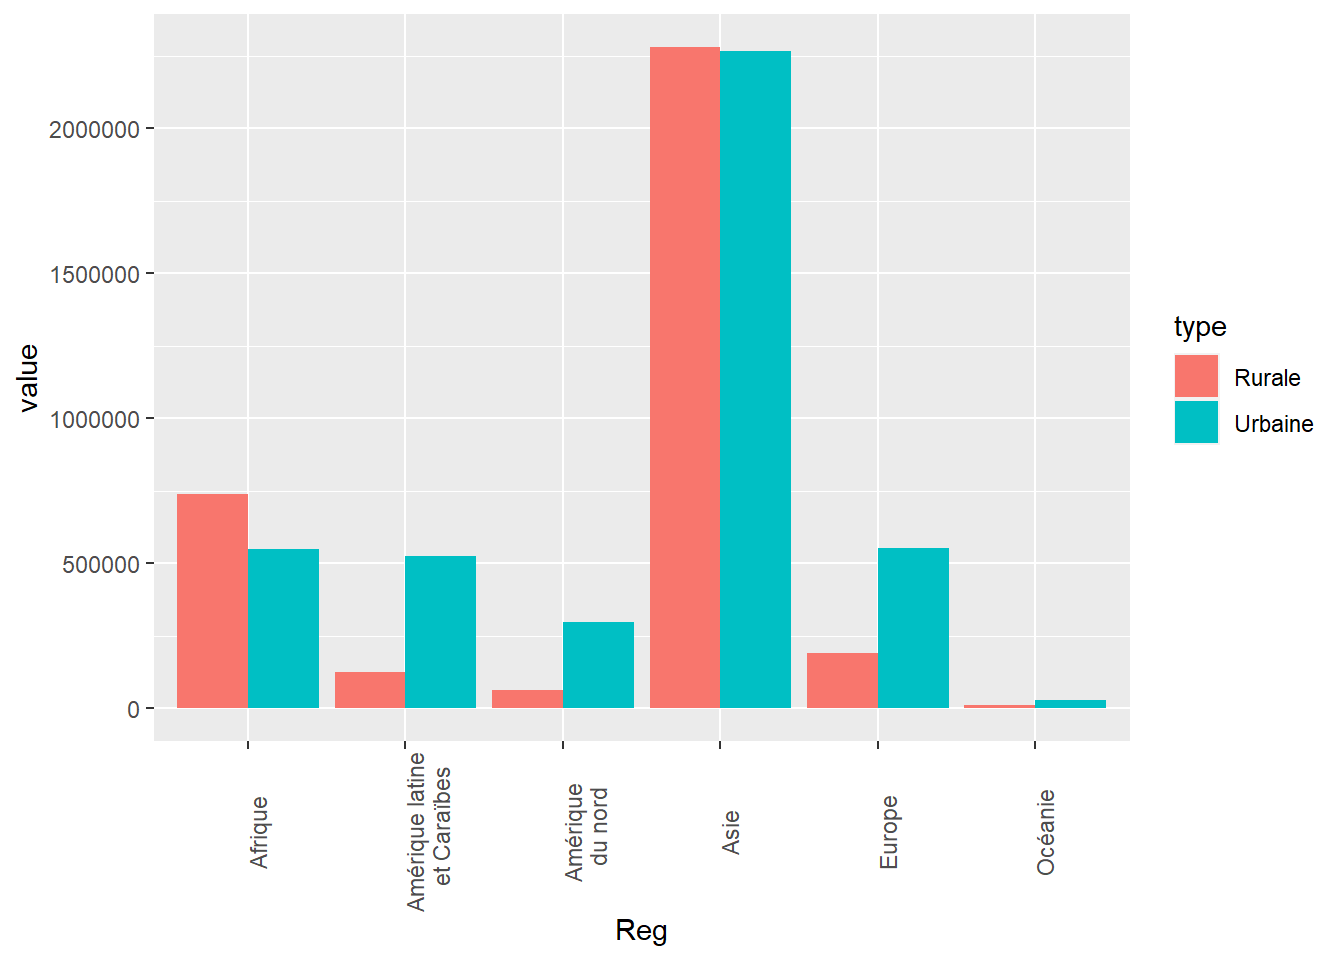 value
2000000
1500000
1000000
500000
0
Afrique
Amérique latine
et Caraïbes
Amérique
du nord
Asie
Europe
Océanie
Reg
type
Rurale
Urbaine